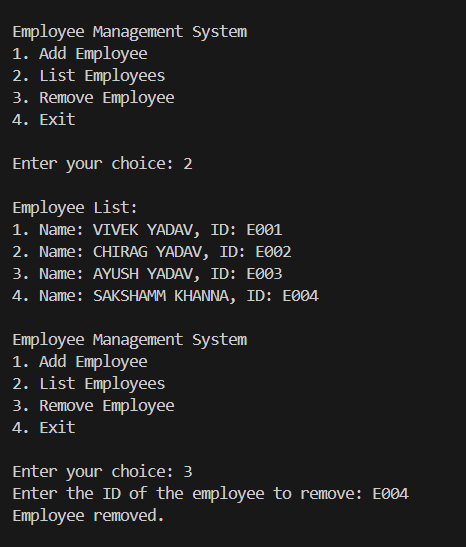 Employee Management System
1. Add Employee
2. List Employees
3. Remove Employee
4. Exit
Enter your choice: 2
Employee List:
1. Name: VIVEK YADAV, ID: E001
2. Name: CHIRAG YADAV, ID: E002
3. Name: AYUSH YADAV, ID: E003
4. Name: SAKSHAMM KHANNA, ID: E004
Employee Management System
1. Add Employee
2. List Employees
3. Remove Employee
4. Exit
Enter your choice: 3
Enter the ID of the employee to remove: E004
Employee removed.